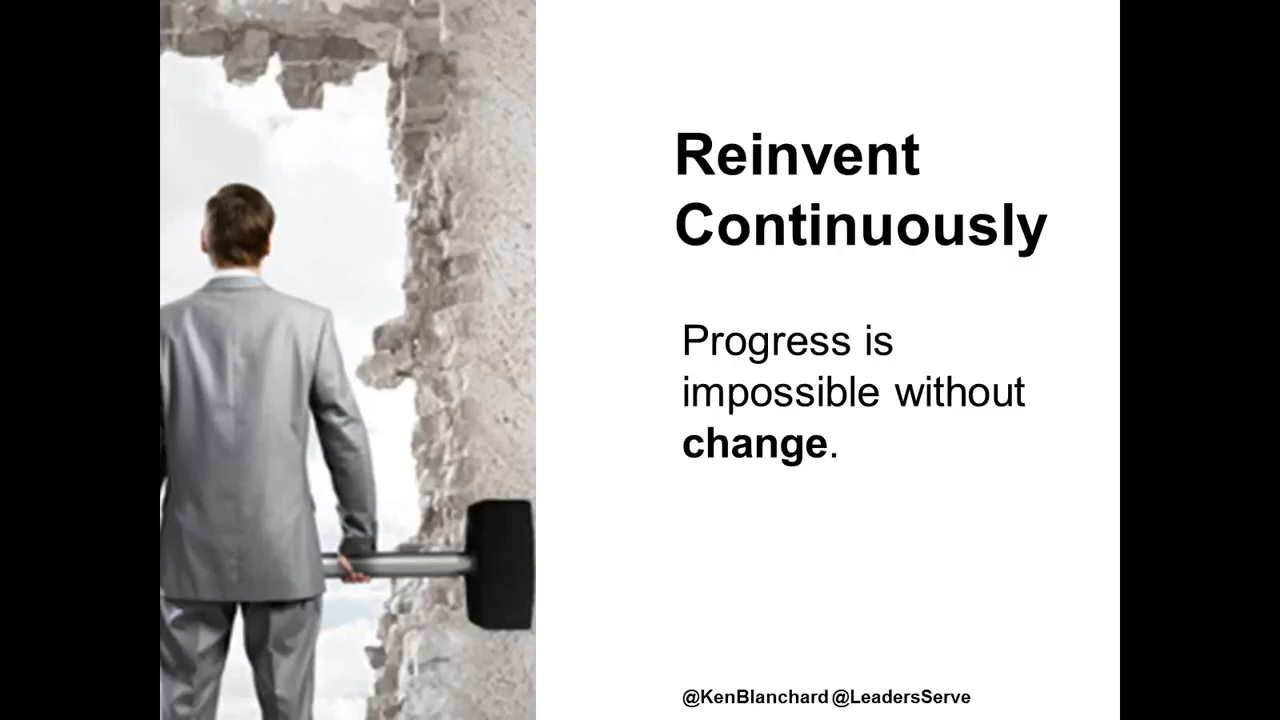 Reinvent
Continuously
Progress is
impossible without
change.
@KenBlanchard @LeadersServe